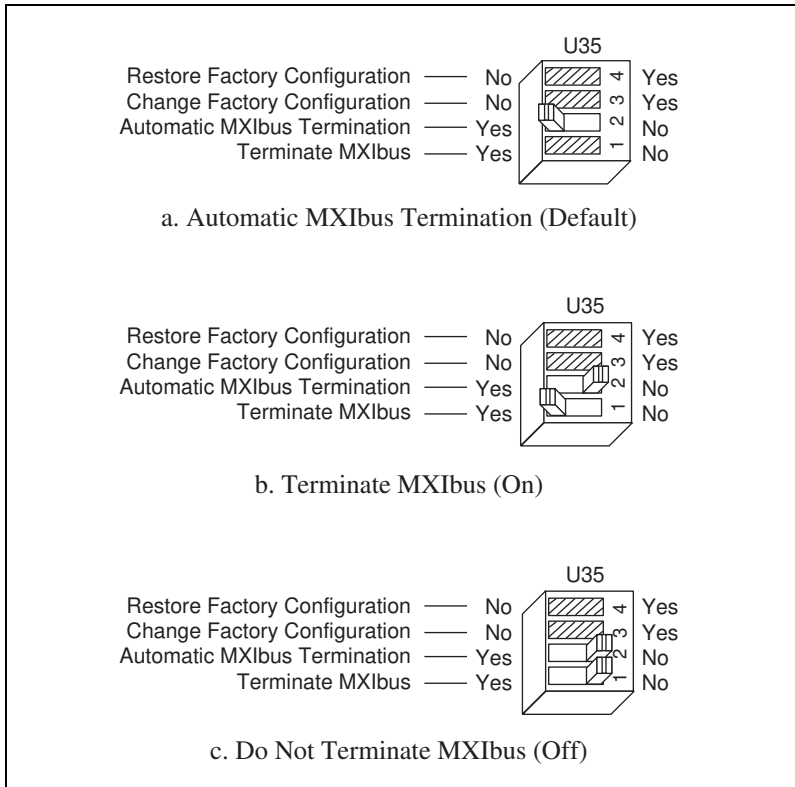 U35
Restore Factory Configuration — No 4 Yes
Change Factory Configuration — No 3 Yes
Automatic MXIbus Termination — Yes 2 No
Terminate MXIbus — Yes 1 No
a. Automatic MXIbus Termination (Default)
U35
Restore Factory Configuration — No 4 Yes
Change Factory Configuration — No 3 Yes
Automatic MXIbus Termination — Yes 2 No
Terminate MXIbus — Yes 1 No
b. Terminate MXIbus (On)
U35
Restore Factory Configuration — No 4 Yes
Change Factory Configuration — No 3 Yes
Automatic MXIbus Termination — Yes 2 No
Terminate MXIbus — Yes 1 No
c. Do Not Terminate MXIbus (Off)